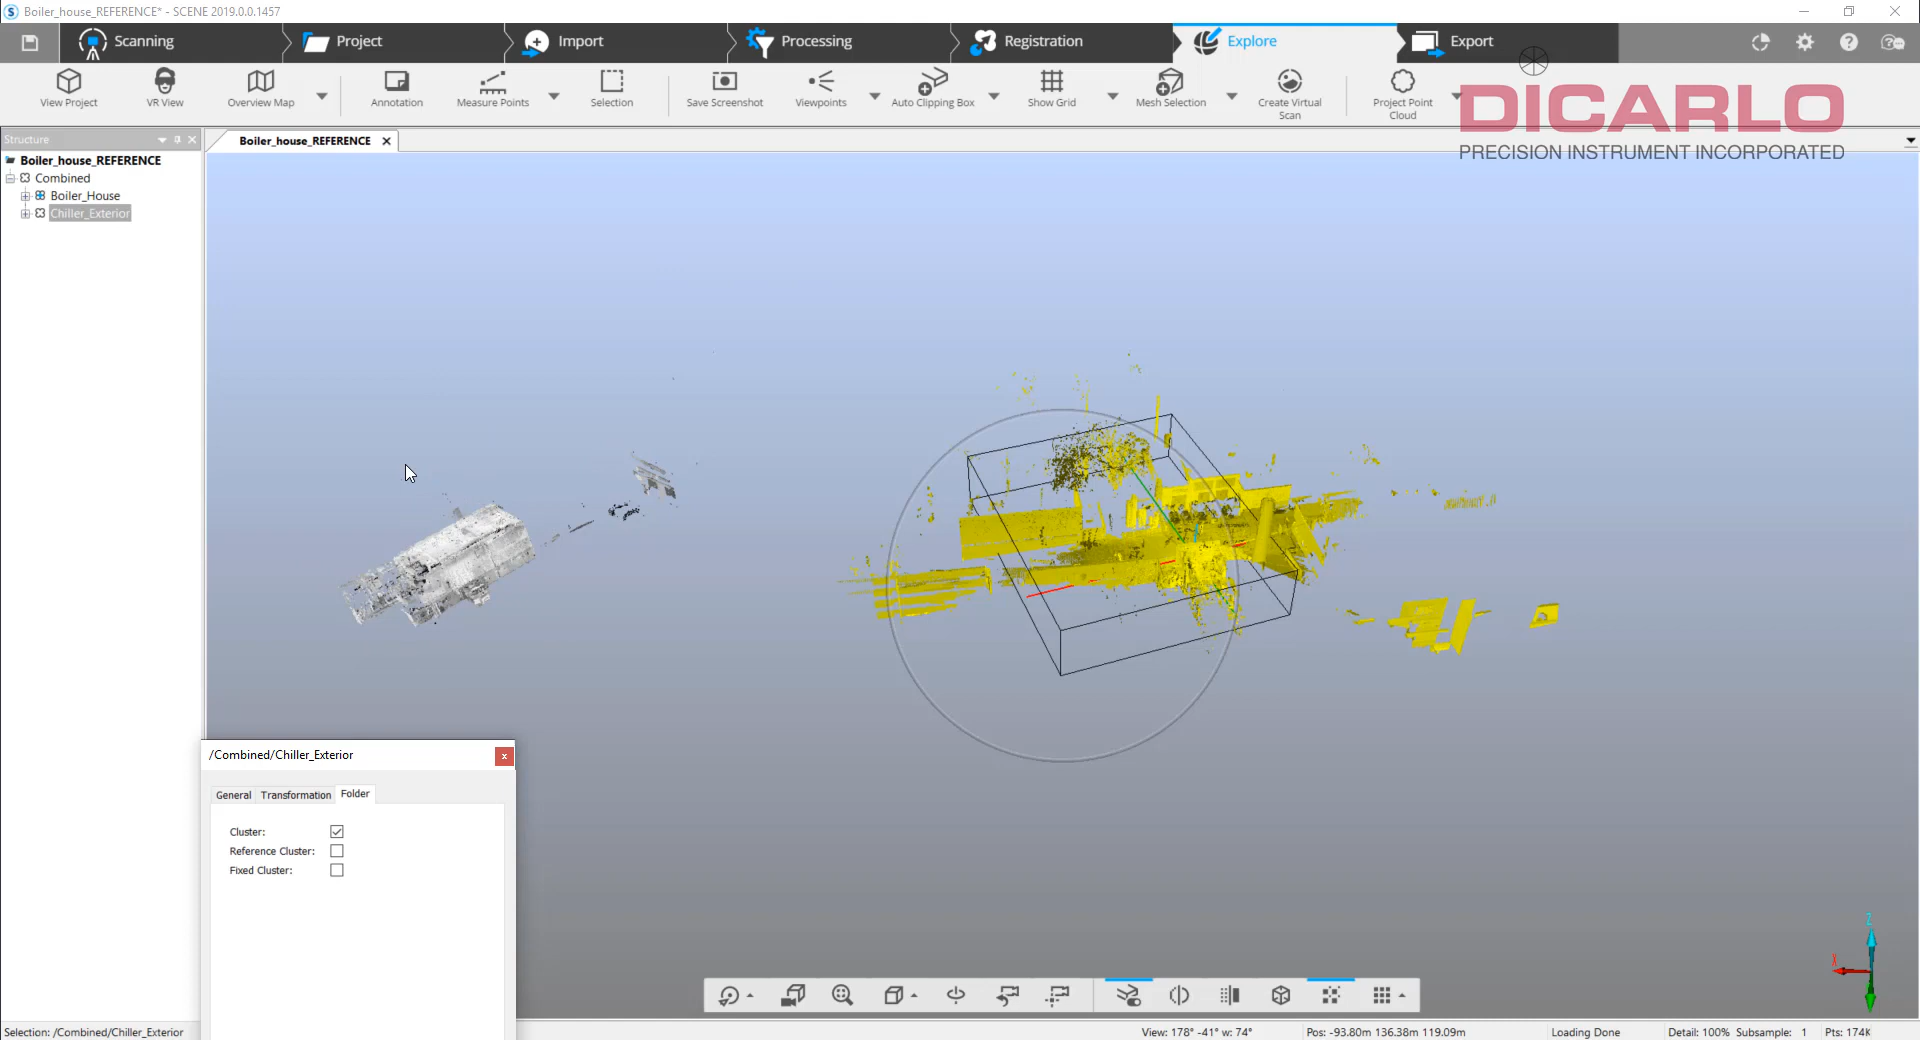 Boiler_house_REFERENCE* - SCENE 2019.0.0.1457
Scanning
Project
Import
Processing
Registration
Explore
Export
View Project
VR View
Overview Map
Annotation
Measure Points
Selection
Save Screenshot
Viewpoints
Auto Clipping Box
Show Grid
Mesh Selection
Create Virtual
Scan
Project Point
Cloud
DICARLO
PRECISION INSTRUMENT INCORPORATED
Structure
Boiler_house_REFERENCE
Boiler_house_REFERENCE
Combined
Boiler_House
Chiller_Exterior
/Combined/Chiller_Exterior
x
General
Transformation
Folder
Cluster:
Reference Cluster:
Fixed Cluster:
Z
X
Selection: /Combined/Chiller_Exterior
View: 178° -41° w: 74°
Pos: -93.80m 136.38m 119.09m
Loading Done
Detail: 100%
Subsample: 1
Pts: 174K